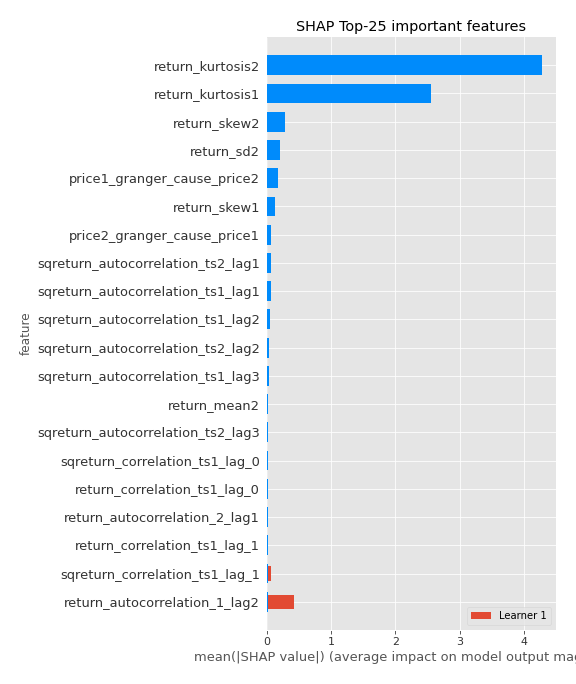 SHAP Top-25 important features
return_kurtosis2
return_kurtosis1
return_skew2
return_sd2
price1_granger_cause_price2
return_skew1
price2_granger_cause_price1
sqreturn_autocorrelation_ts2_lag1
sqreturn_autocorrelation_ts1_lag1
sqreturn_autocorrelation_ts1_lag2
sqreturn_autocorrelation_ts2_lag2
sqreturn_autocorrelation_ts1_lag3
return_mean2
sqreturn_autocorrelation_ts2_lag3
sqreturn_correlation_ts1_lag_0
return_correlation_ts1_lag_0
return_autocorrelation_2_lag1
return_correlation_ts1_lag_1
sqreturn_correlation_ts1_lag_1
return_autocorrelation_1_lag2
feature
Learner 1
0 1 2 3 4
mean(|SHAP value|) (average impact on model output mag